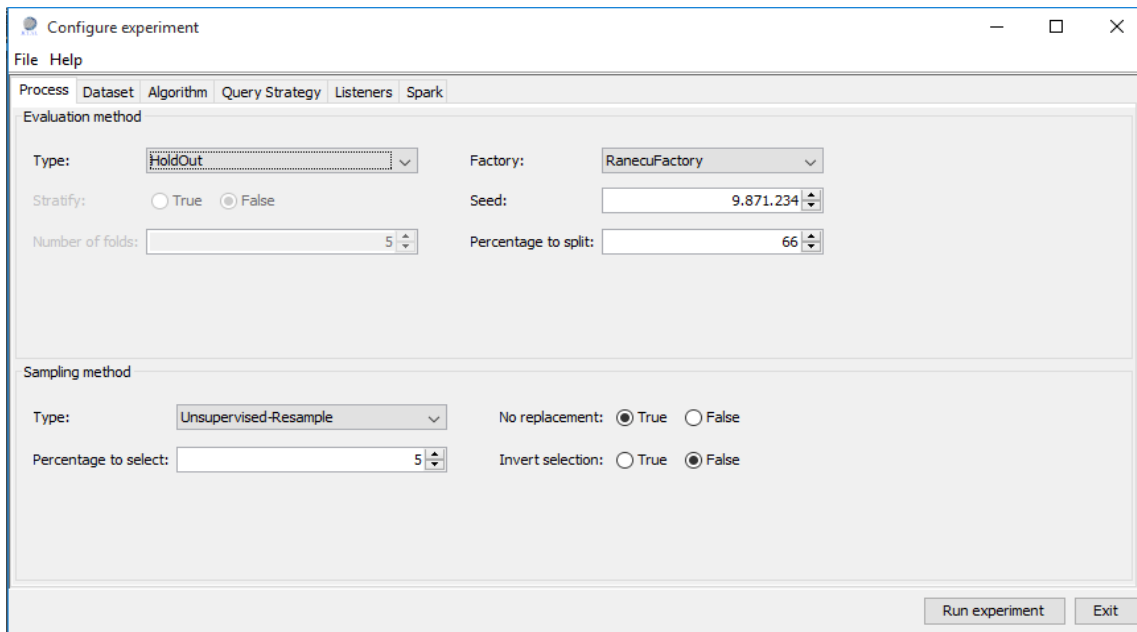 Configure experiment
File Help
Process Dataset Algorithm Query Strategy Listeners Spark
Evaluation method
Type: HoldOut Factory: RanecuFactory
Stratify: True False Seed: 9.871.234
Number of folds: 5 Percentage to split: 66
Sampling method
Type: Unsupervised-Resample No replacement: True False
Percentage to select: 5 Invert selection: True False
Run experiment Exit